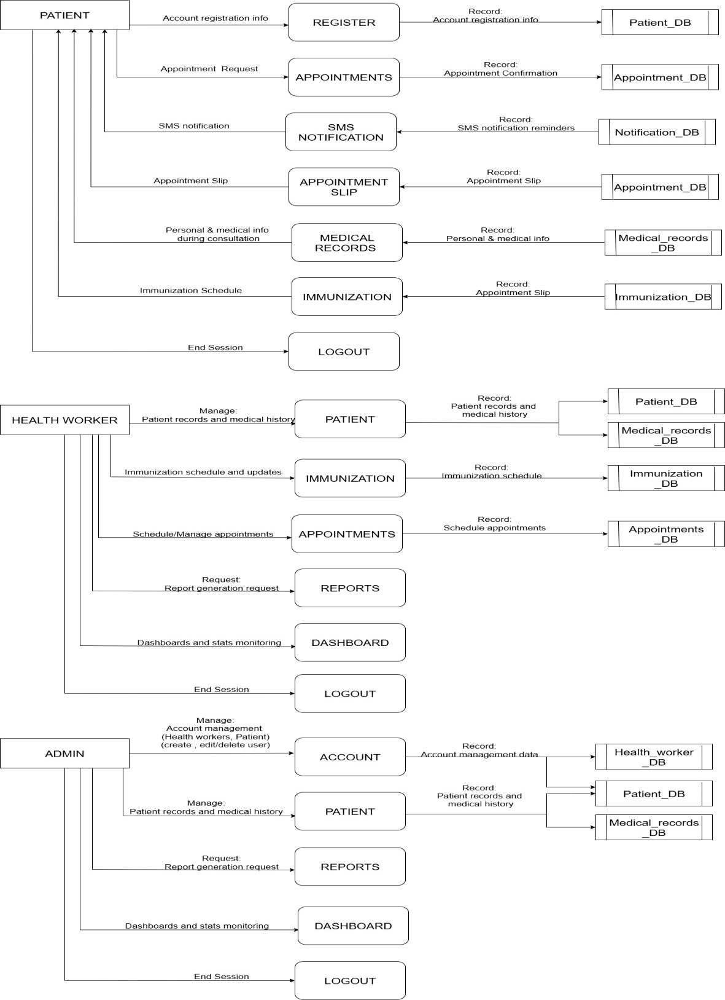 PATIENT
Account registration info
REGISTER
Record:
Account registration info
Patient_DB
Appointment  Request
APPOINTMENTS
Record:
Appointment Confirmation
Appointment_DB
SMS notification
SMS
NOTIFICATION
Record:
SMS notification reminders
Notification_DB
Appointment Slip
APPOINTMENT
SLIP
Record:
Appointment Slip
Appointment_DB
Personal & medical info
during consultation
MEDICAL
RECORDS
Record:
Personal & medical info
Medical_records
_DB
Immunization Schedule
IMMUNIZATION
Record:
Appointment Slip
Immunization_DB
End Session
LOGOUT
HEALTH WORKER
Manage:
Patient records and medical history
PATIENT
Record:
Patient records and
medical history
Patient_DB
Medical_records
_DB
Immunization schedule and updates
IMMUNIZATION
Record:
Immunization schedule
Immunization
_DB
Schedule/Manage appointments
APPOINTMENTS
Record:
Schedule appointments
Appointments
_DB
Request:
Report generation request
REPORTS
Dashboards and stats monitoring
DASHBOARD
End Session
LOGOUT
ADMIN
Manage:
Account management
(Health workers, Patient)
(create , edit/delete user)
ACCOUNT
Record:
Account management data
Health_worker
_DB
Manage:
Patient records and medical history
PATIENT
Record:
Patient records and
medical history
Patient_DB
Medical_records
_DB
Request:
Report generation request
REPORTS
Dashboards and stats monitoring
DASHBOARD
End Session
LOGOUT